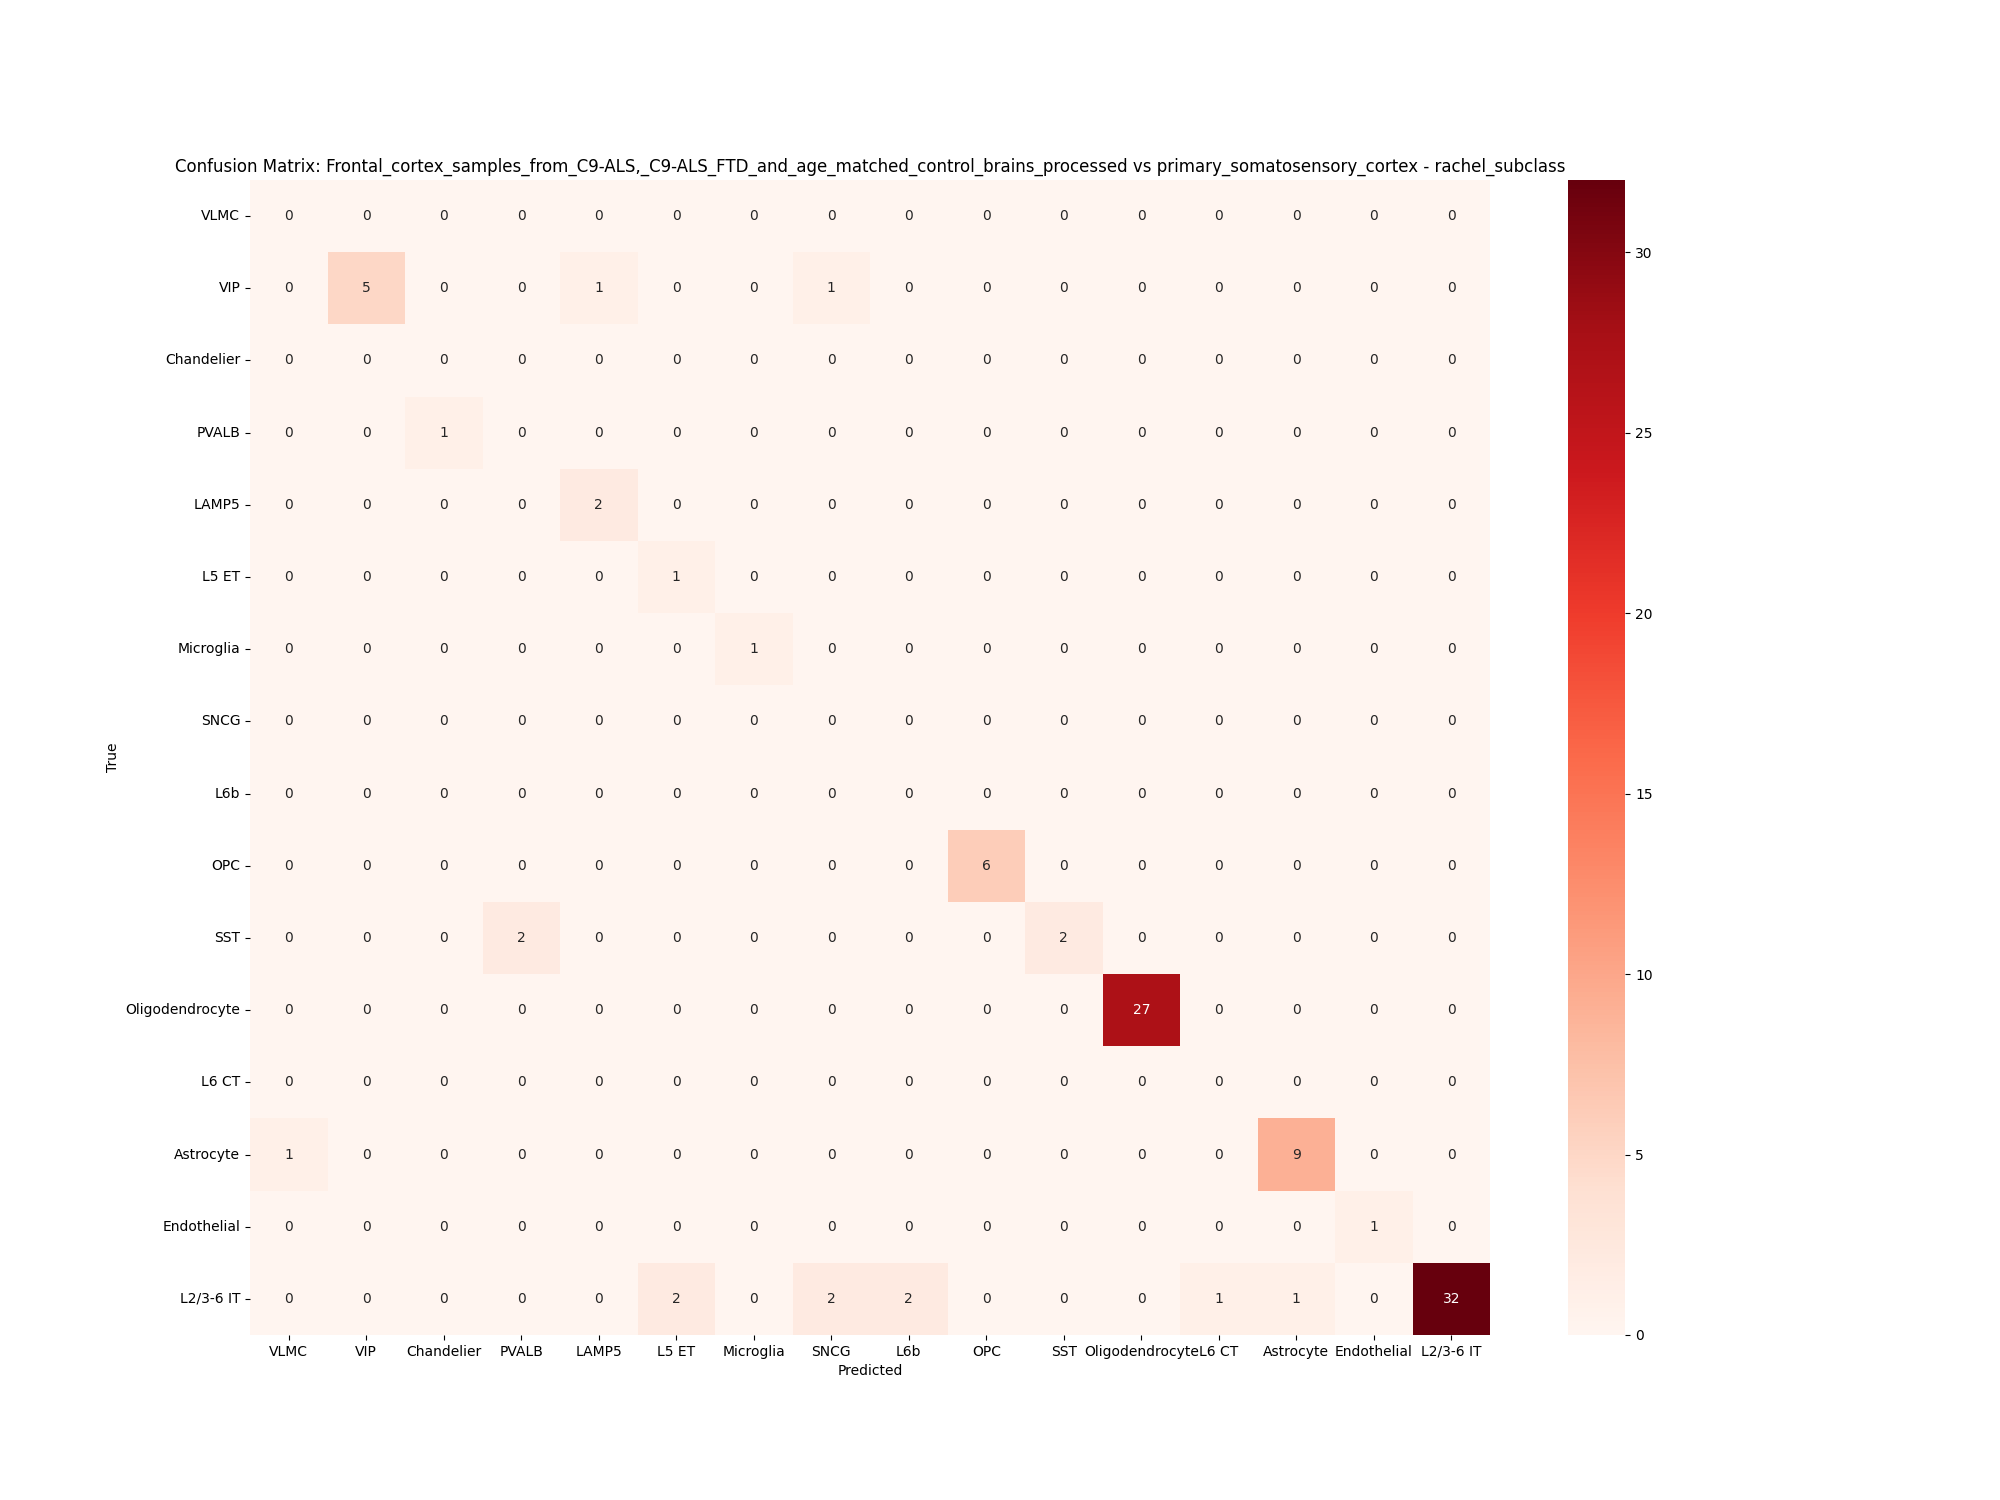 Confusion Matrix: Frontal_cortex_samples_from_C9-ALS,_C9-ALS_FTD_and_age_matched_control_brains_processed vs primary_somatosensory_cortex - rachel_subclass
VLMC 0 0 0 0 0 0 0 0 0 0 0 0 0 0 0 0
30
VIP 0 5 0 0 1 0 0 1 0 0 0 0 0 0 0 0
Chandelier 0 0 0 0 0 0 0 0 0 0 0 0 0 0 0 0
25
PVALB 0 0 1 0 0 0 0 0 0 0 0 0 0 0 0 0
LAMP5 0 0 0 0 2 0 0 0 0 0 0 0 0 0 0 0
L5 ET 0 0 0 0 0 1 0 0 0 0 0 0 0 0 0 0
20
Microglia 0 0 0 0 0 0 1 0 0 0 0 0 0 0 0 0
SNCG 0 0 0 0 0 0 0 0 0 0 0 0 0 0 0 0
True
L6b 0 0 0 0 0 0 0 0 0 0 0 0 0 0 0 0
15
OPC 0 0 0 0 0 0 0 0 0 6 0 0 0 0 0 0
SST 0 0 0 2 0 0 0 0 0 0 2 0 0 0 0 0
10
Oligodendrocyte 0 0 0 0 0 0 0 0 0 0 0 27 0 0 0 0
L6 CT 0 0 0 0 0 0 0 0 0 0 0 0 0 0 0 0
Astrocyte 1 0 0 0 0 0 0 0 0 0 0 0 0 9 0 0
5
Endothelial 0 0 0 0 0 0 0 0 0 0 0 0 0 0 1 0
L2/3-6 IT 0 0 0 0 0 2 0 2 2 0 0 0 1 1 0 32
0
VLMC VIP Chandelier PVALB LAMP5 L5 ET Microglia SNCG L6b OPC SST Oligodendrocyte L6 CT Astrocyte Endothelial L2/3-6 IT
Predicted